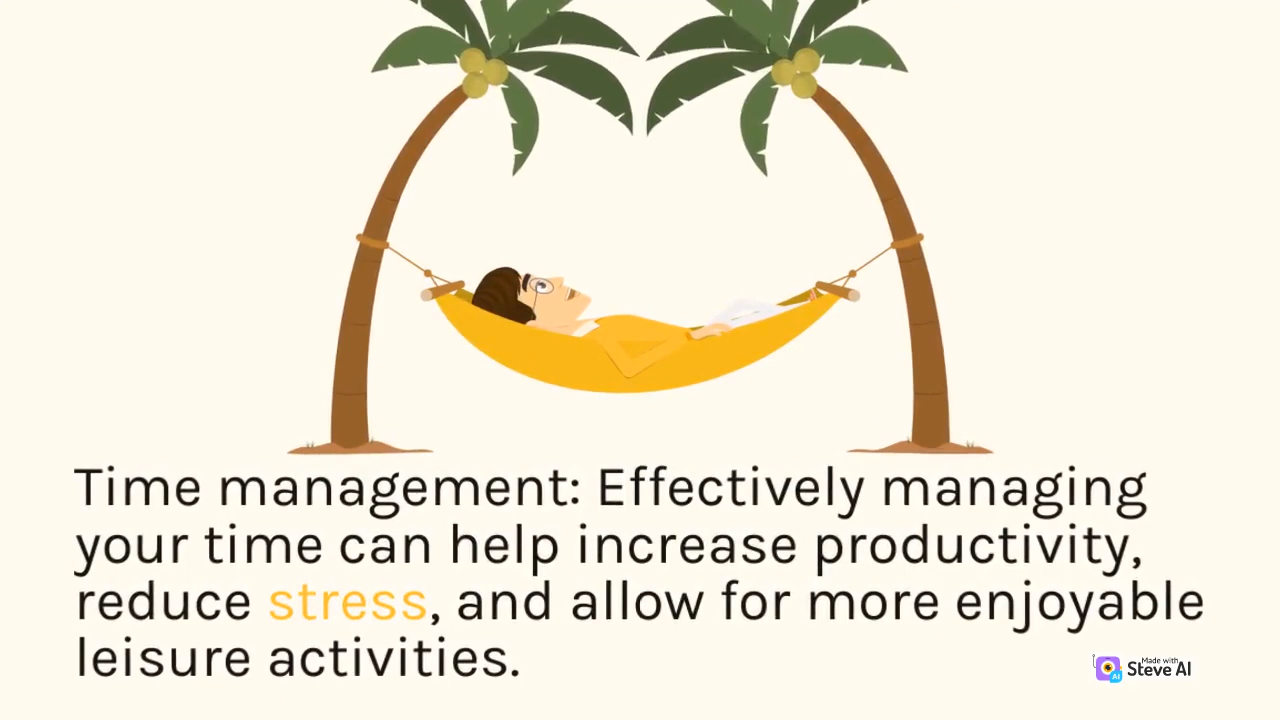 Time management: Effectively managing
your time can help increase productivity,
reduce stress, and allow for more enjoyable
leisure activities.
Made with
Steve AI
AI